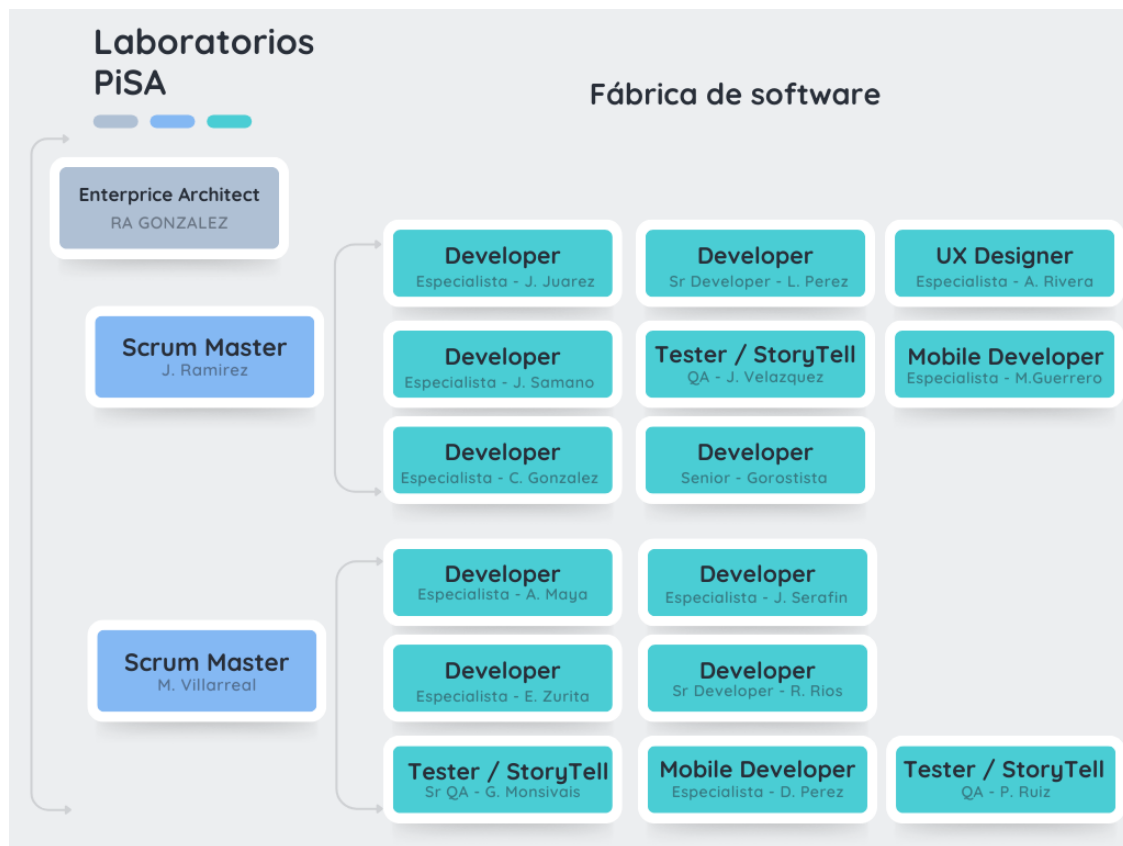 Laboratorios
PiSA
Fábrica de software
Enterprice Architect
RA GONZALEZ
Scrum Master
J. Ramirez
Developer
Especialista - J. Juarez
Developer
Sr Developer - L. Perez
UX Designer
Especialista - A. Rivera
Developer
Especialista - J. Samano
Tester / StoryTell
QA - J. Velazquez
Mobile Developer
Especialista - M.Guerrero
Developer
Especialista - C. Gonzalez
Developer
Senior - Gorostista
Scrum Master
M. Villarreal
Developer
Especialista - A. Maya
Developer
Especialista - J. Serafin
Developer
Especialista - E. Zurita
Developer
Sr Developer - R. Rios
Tester / StoryTell
Sr QA - G. Monsivais
Mobile Developer
Especialista - D. Perez
Tester / StoryTell
QA - P. Ruiz